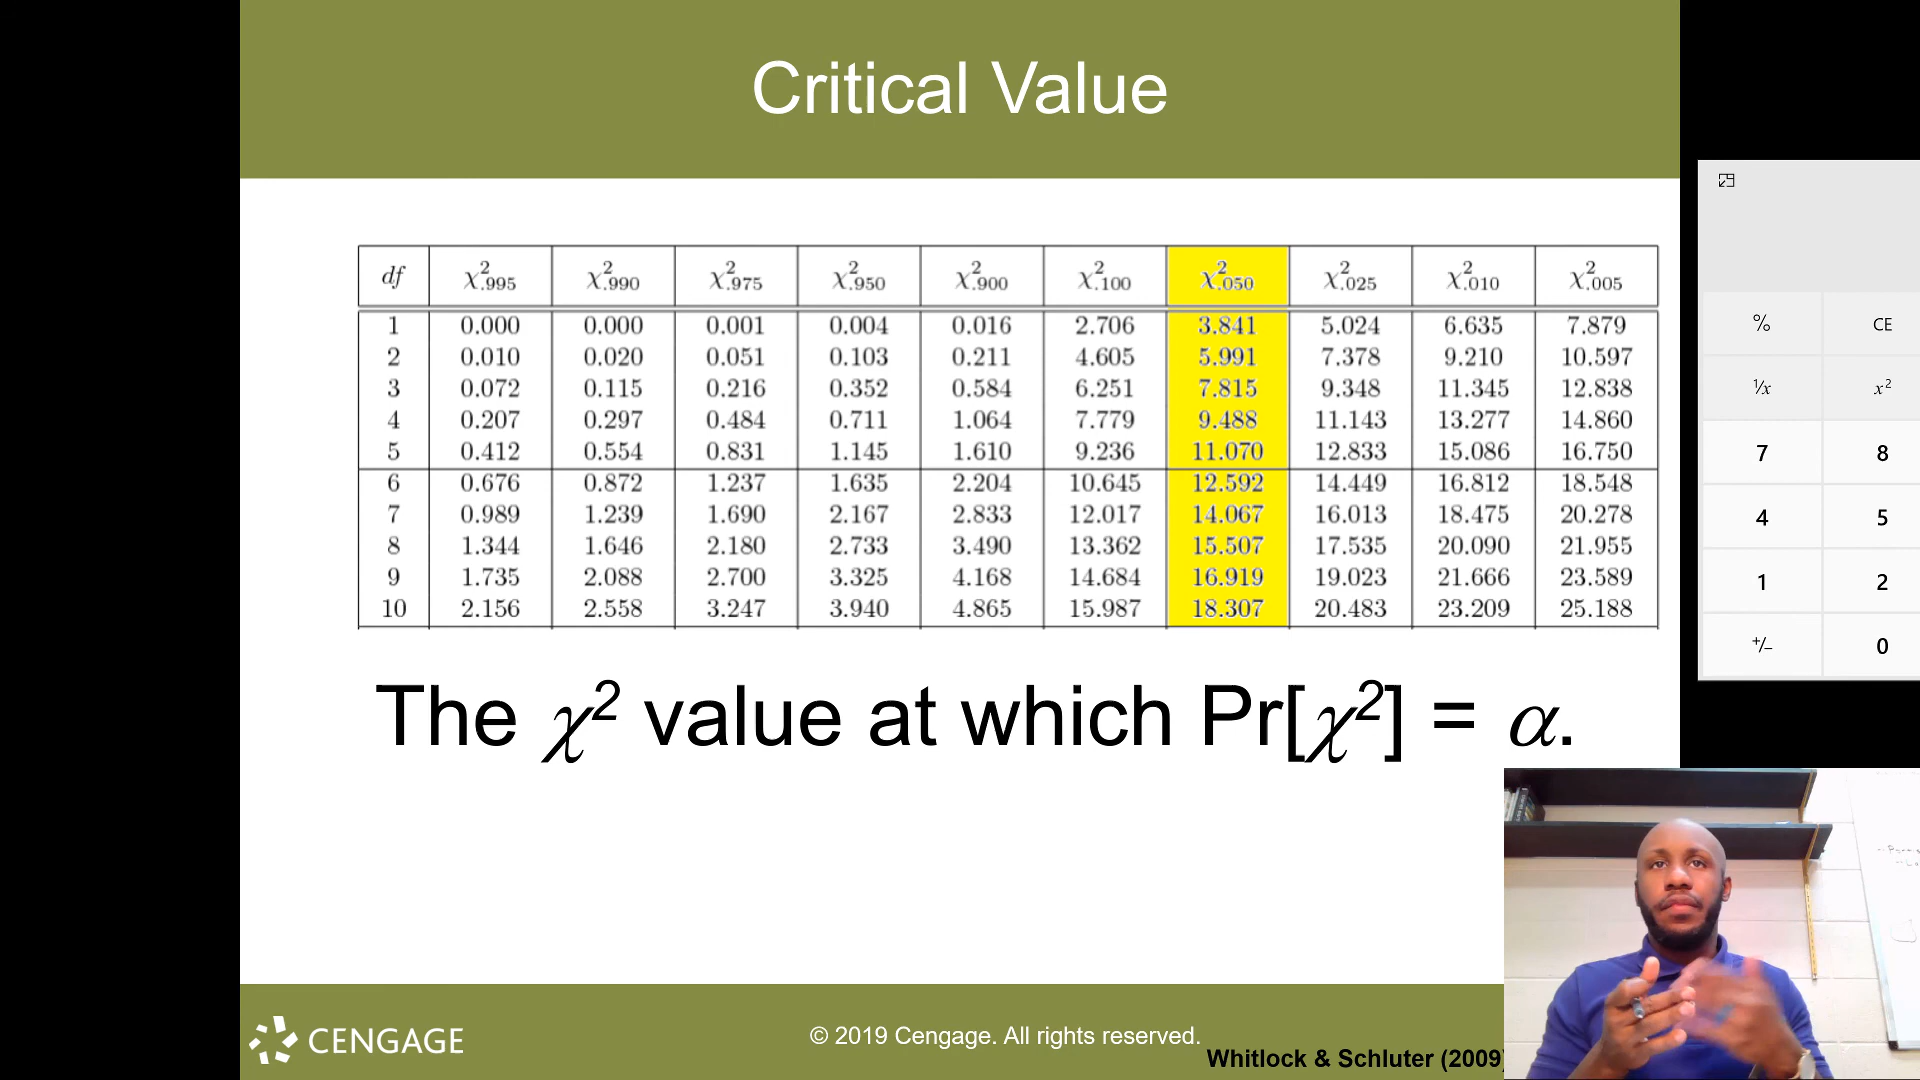 Critical Value
df χ².995 χ².990 χ².975 χ².950 χ².900 χ².100 χ².050 χ².025 χ².010 χ².005
1 0.000 0.000 0.001 0.004 0.016 2.706 3.841 5.024 6.635 7.879
2 0.010 0.020 0.051 0.103 0.211 4.605 5.991 7.378 9.210 10.597
3 0.072 0.115 0.216 0.352 0.584 6.251 7.815 9.348 11.345 12.838
4 0.207 0.297 0.484 0.711 1.064 7.779 9.488 11.143 13.277 14.860
5 0.412 0.554 0.831 1.145 1.610 9.236 11.070 12.833 15.086 16.750
6 0.676 0.872 1.237 1.635 2.204 10.645 12.592 14.449 16.812 18.548
7 0.989 1.239 1.690 2.167 2.833 12.017 14.067 16.013 18.475 20.278
8 1.344 1.646 2.180 2.733 3.490 13.362 15.507 17.535 20.090 21.955
9 1.735 2.088 2.700 3.325 4.168 14.684 16.919 19.023 21.666 23.589
10 2.156 2.558 3.247 3.940 4.865 15.987 18.307 20.483 23.209 25.188
The χ² value at which Pr[χ²] = α.
% CE
¹/x x²
7 8
4 5
1 2
+/− 0
CENGAGE
© 2019 Cengage. All rights reserved.
Whitlock & Schluter (2009)